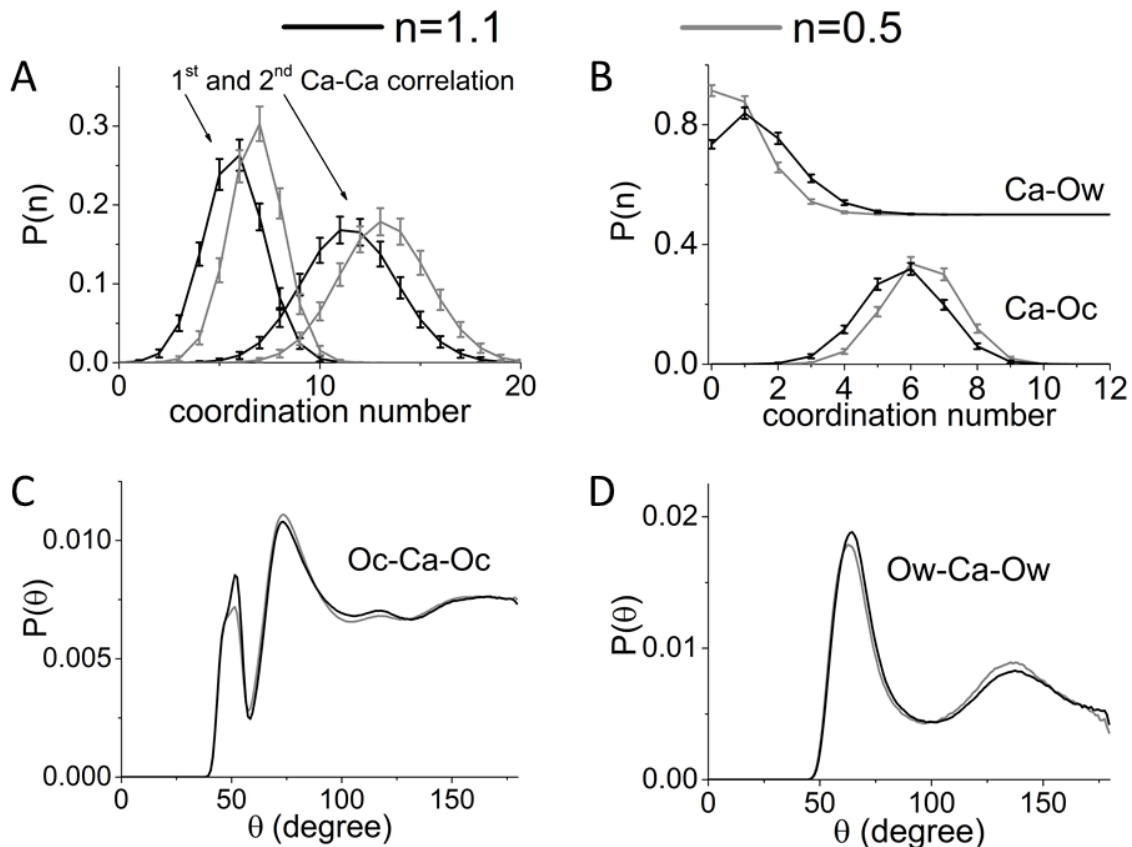 n=1.1
n=0.5
A
1st and 2nd Ca-Ca correlation
P(n)
0.3
0.2
0.1
0.0
0
10
20
coordination number
B
Ca-Ow
Ca-Oc
P(n)
0.8
0.4
0.0
0
2
4
6
8
10
12
coordination number
C
Oc-Ca-Oc
P(θ)
0.010
0.005
0.000
0
50
100
150
θ (degree)
D
Ow-Ca-Ow
P(θ)
0.02
0.01
0.00
0
50
100
150
θ (degree)